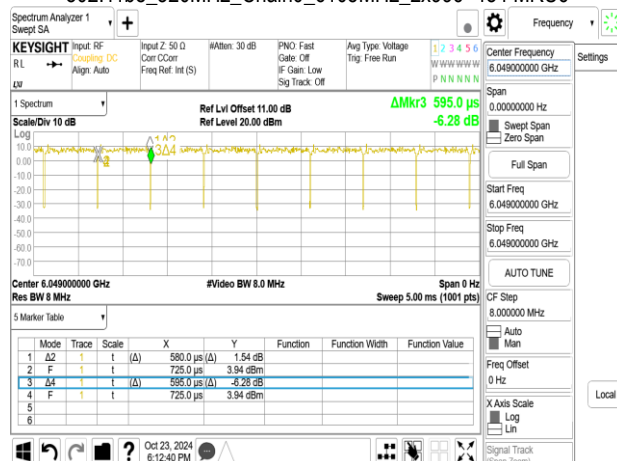 Spectrum Analyzer 1
Swept SA
Frequency
KEYSIGHT
Input: RF
Coupling: DC
Align: Auto
Input Z: 50 Ω
Corr CCorr
Freq Ref: Int (S)
#Atten: 30 dB
PNO: Fast
Gate: Off
IF Gain: Low
Sig Track: Off
Avg Type: Voltage
Trig: Free Run
1 2 3 4 5 6
W W W W W W
P N N N N N
RL
LXI
Center Frequency
6.049000000 GHz
Settings
1 Spectrum
Scale/Div 10 dB
Ref Lvl Offset 11.00 dB
Ref Level 20.00 dBm
ΔMkr3 595.0 µs
-6.28 dB
Span
0.00000000 Hz
Swept Span
Zero Span
Full Span
Start Freq
6.049000000 GHz
Stop Freq
6.049000000 GHz
AUTO TUNE
CF Step
8.000000 MHz
Auto
Man
Freq Offset
0 Hz
X Axis Scale
Log
Lin
Local
Signal Track
Log
10.0
0.00
-10.0
-20.0
-30.0
-40.0
-50.0
-60.0
-70.0
3Δ4
Center 6.049000000 GHz
#Video BW 8.0 MHz
Span 0 Hz
Res BW 8 MHz
Sweep 5.00 ms (1001 pts)
5 Marker Table
Mode Trace Scale X Y Function Function Width Function Value
1 Δ2 1 t (Δ) 580.0 µs (Δ) 1.54 dB
2 F 1 t 725.0 µs 3.94 dBm
3 Δ4 1 t (Δ) 595.0 µs (Δ) -6.28 dB
4 F 1 t 725.0 µs 3.94 dBm
5
6
Oct 23, 2024
6:12:40 PM